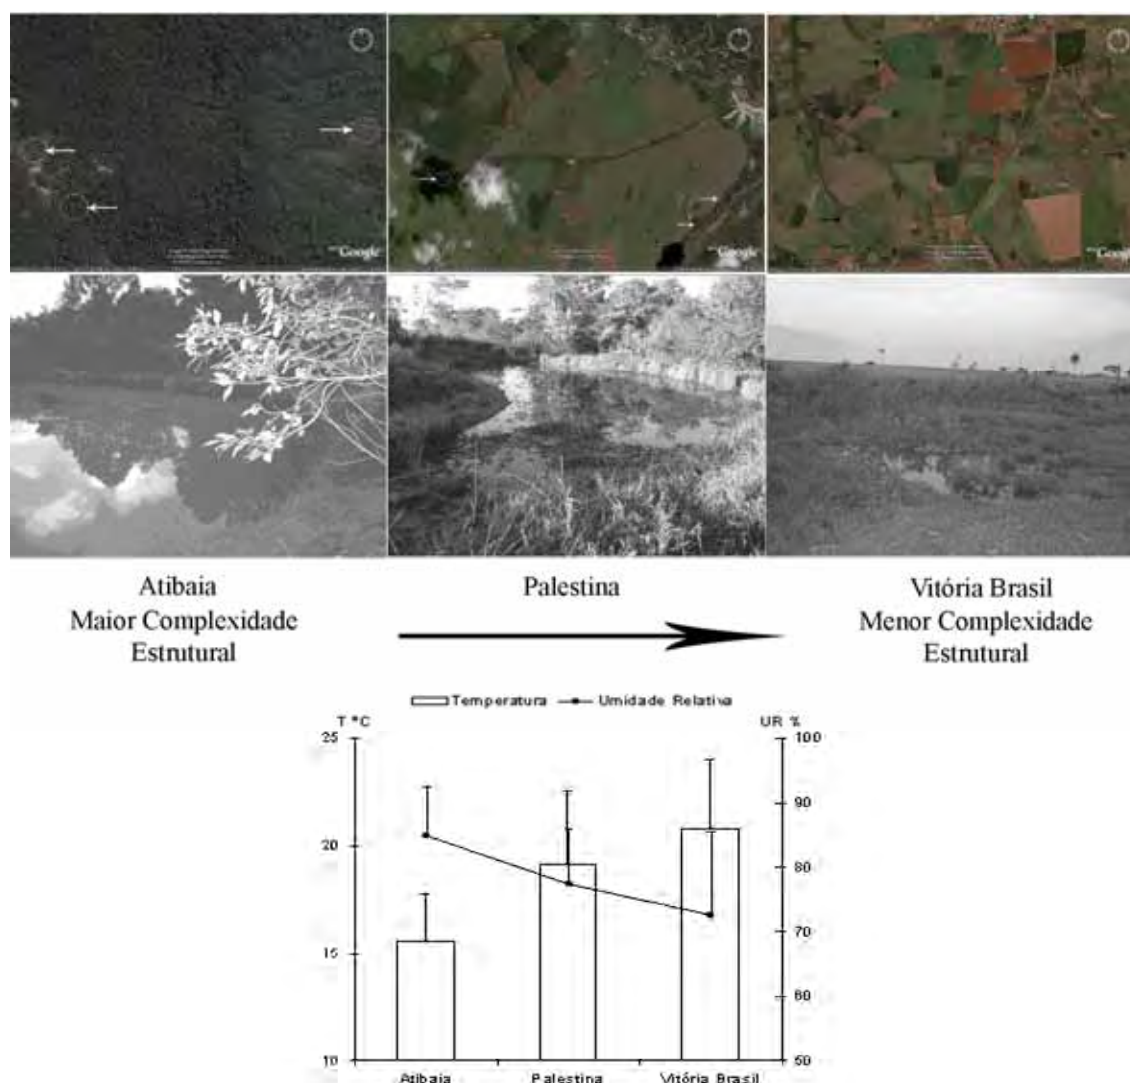 Google
Google
Google
Atibaia
Maior Complexidade
Estrutural
Palestina
Vitória Brasil
Menor Complexidade
Estrutural
Temperatura
Umidade Relativa
T °C
UR %
25
20
15
10
100
90
80
70
60
50
Atibaia
Palestina
Vitória Brasil